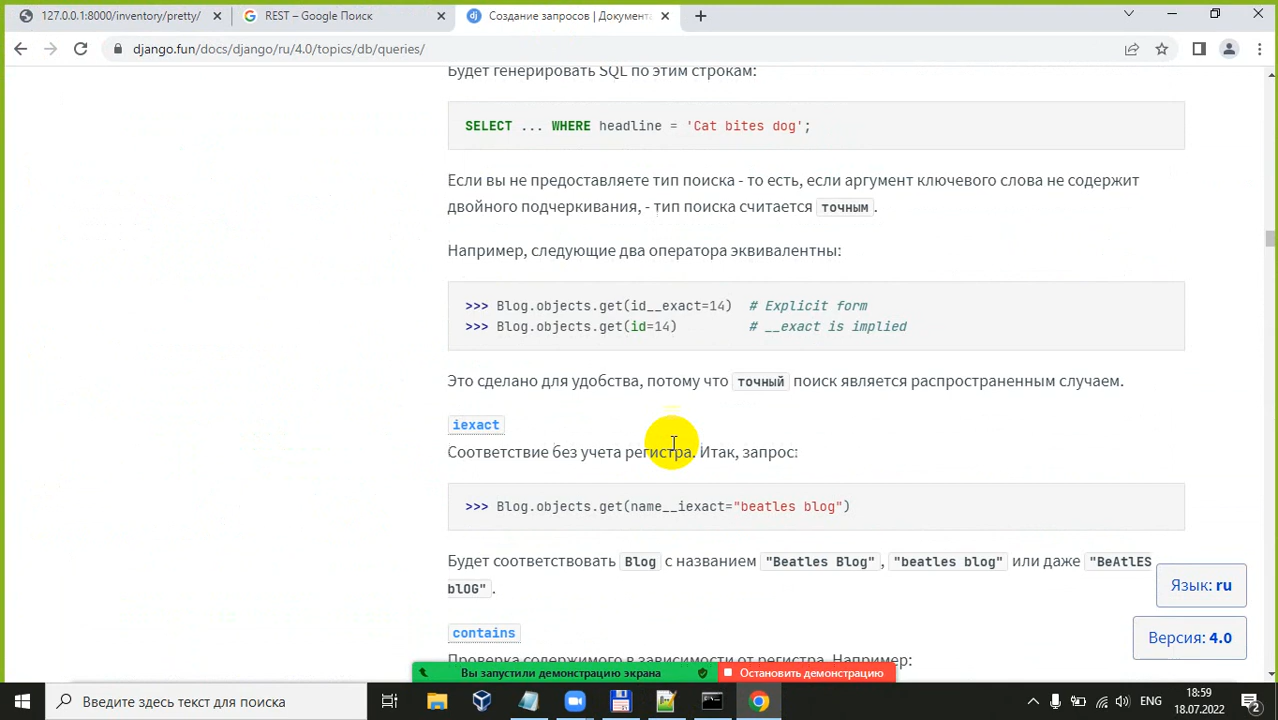 127.0.0.1:8000/inventory/pretty/
REST – Google Поиск
Создание запросов | Документ
django.fun/docs/django/ru/4.0/topics/db/queries/
Будет генерировать SQL по этим строкам:
SELECT ... WHERE headline = 'Cat bites dog';
Если вы не предоставляете тип поиска - то есть, если аргумент ключевого слова не содержит
двойного подчеркивания, - тип поиска считается точным.
Например, следующие два оператора эквивалентны:
>>> Blog.objects.get(id__exact=14)  # Explicit form
>>> Blog.objects.get(id=14)         # __exact is implied
Это сделано для удобства, потому что точный поиск является распространенным случаем.
iexact
Соответствие без учета регистра. Итак, запрос:
>>> Blog.objects.get(name__iexact="beatles blog")
Будет соответствовать Blog с названием "Beatles Blog", "beatles blog" или даже "BeAtlES
blOG".
Язык: ru
contains
Версия: 4.0
Проверка содержимого в зависимости от регистра. Например:
Вы запустили демонстрацию экрана
Остановить демонстрацию
Введите здесь текст для поиска
ENG
18:59
18.07.2022
2